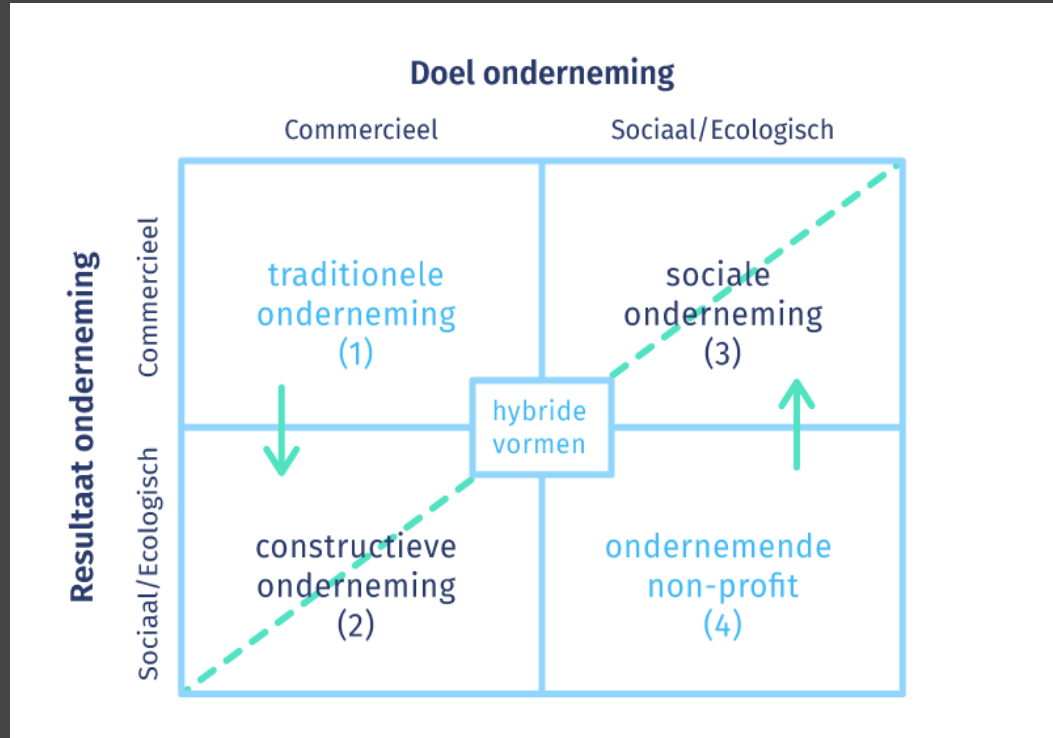 Doel onderneming
Commercieel
Sociaal/Ecologisch
Resultaat onderneming
Commercieel
traditionele
onderneming
(1)
sociale
onderneming
(3)
hybride
vormen
Sociaal/Ecologisch
constructieve
onderneming
(2)
ondernemende
non-profit
(4)